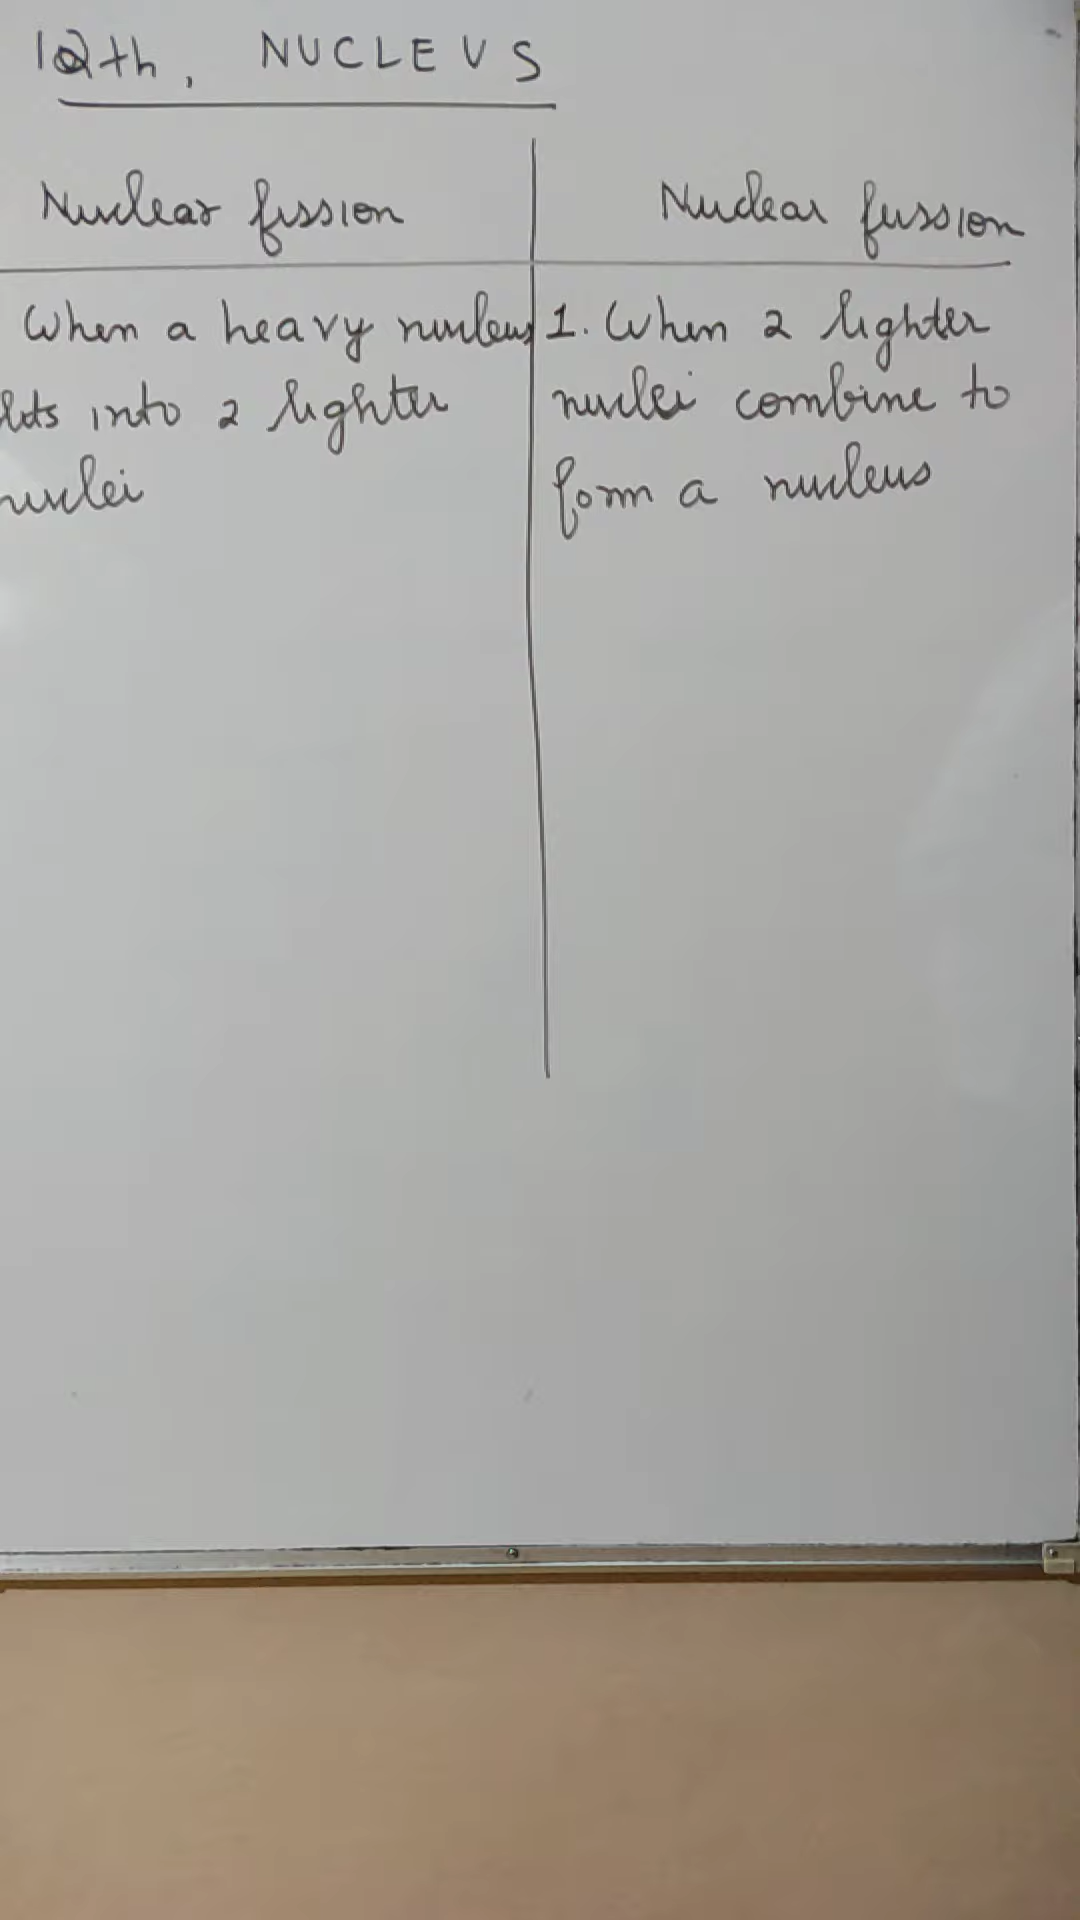 12th, NUCLEUS
Nuclear fission
Nuclear fussion
When a heavy nucleus
lits into 2 lighter
nuclei
1. When 2 lighter
nuclei combine to
form a nucleus